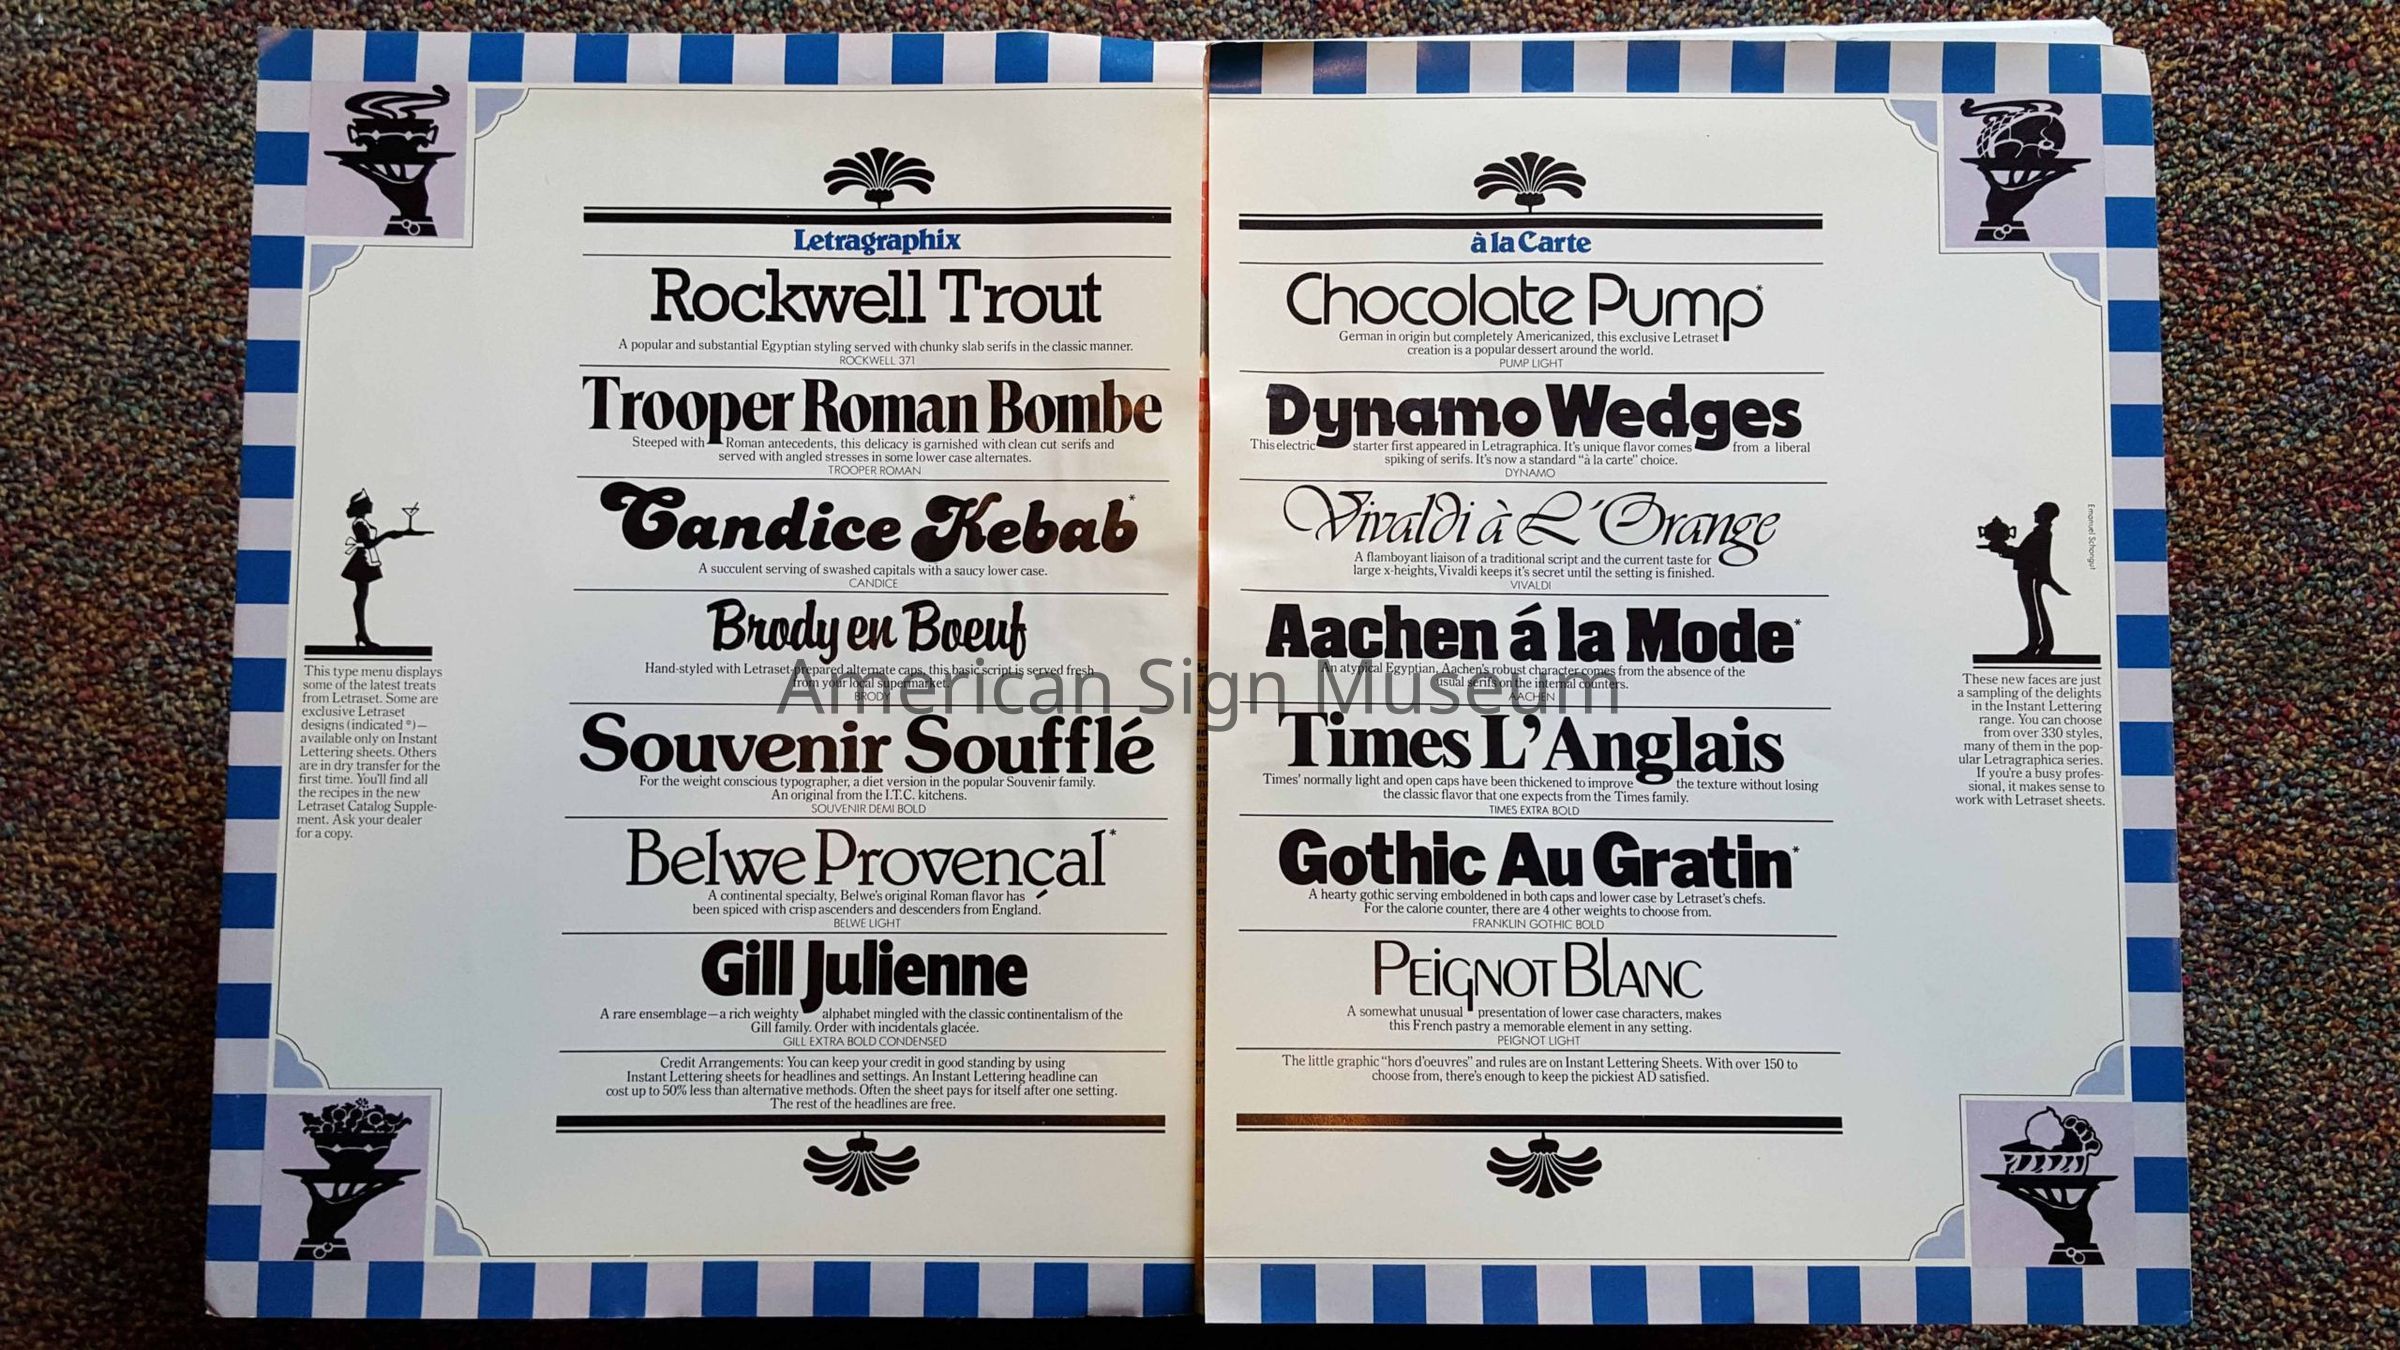 Letragraphix
Rockwell Trout
A popular and substantial Egyptian styling served with chunky slab serifs in the classic manner.
ROCKWELL 371
Trooper Roman Bombe
Steeped with Roman antecedents, this delicacy is garnished with clean cut serifs and
served with angled stresses in some lower case alternates.
TROOPER ROMAN
Candice Kebab*
A succulent serving of swashed capitals with a saucy lower case.
CANDICE
Brody en Boeuf
Hand-styled with Letraset-prepared alternate caps, this basic script is served fresh
from your local supermarket.
BRODY
Souvenir Soufflé
For the weight conscious typographer, a diet version in the popular Souvenir family.
An original from the I.T.C. kitchens.
SOUVENIR DEMI BOLD
Belwe Provençal*
A continental specialty, Belwe's original Roman flavor has
been spiced with crisp ascenders and descenders from England.
BELWE LIGHT
Gill Julienne
A rare ensemblage—a rich weighty alphabet mingled with the classic continentalism of the
Gill family. Order with incidentals glacée.
GILL EXTRA BOLD CONDENSED
Credit Arrangements: You can keep your credit in good standing by using
Instant Lettering sheets for headlines and settings. An Instant Lettering headline can
cost up to 50% less than alternative methods. Often the sheet pays for itself after one setting.
The rest of the headlines are free.
This type menu displays
some of the latest treats
from Letraset. Some are
exclusive Letraset
designs (indicated *)—
available only on Instant
Lettering sheets. Others
are in dry transfer for the
first time. You'll find all
the recipes in the new
Letraset Catalog Supple-
ment. Ask your dealer
for a copy.
à la Carte
Chocolate Pump*
German in origin but completely Americanized, this exclusive Letraset
creation is a popular dessert around the world.
PUMP LIGHT
Dynamo Wedges
This electric starter first appeared in Letragraphica. It's unique flavor comes from a liberal
spiking of serifs. It's now a standard "à la carte" choice.
DYNAMO
Vivaldi à L'Orange
A flamboyant liaison of a traditional script and the current taste for
large x-heights, Vivaldi keeps it's secret until the setting is finished.
VIVALDI
Aachen á la Mode*
An atypical Egyptian, Aachen's robust character comes from the absence of the
usual serifs on the internal counters.
AACHEN
Times L'Anglais
Times' normally light and open caps have been thickened to improve the texture without losing
the classic flavor that one expects from the Times family.
TIMES EXTRA BOLD
Gothic Au Gratin*
A hearty gothic serving emboldened in both caps and lower case by Letraset's chefs.
For the calorie counter, there are 4 other weights to choose from.
FRANKLIN GOTHIC BOLD
Peignot Blanc
A somewhat unusual presentation of lower case characters, makes
this French pastry a memorable element in any setting.
PEIGNOT LIGHT
The little graphic "hors d'oeuvres" and rules are on Instant Lettering Sheets. With over 150 to
choose from, there's enough to keep the pickiest AD satisfied.
Emanuel Schongut
These new faces are just
a sampling of the delights
in the Instant Lettering
range. You can choose
from over 330 styles,
many of them in the pop-
ular Letragraphica series.
If you're a busy profes-
sional, it makes sense to
work with Letraset sheets.
American Sign Museum